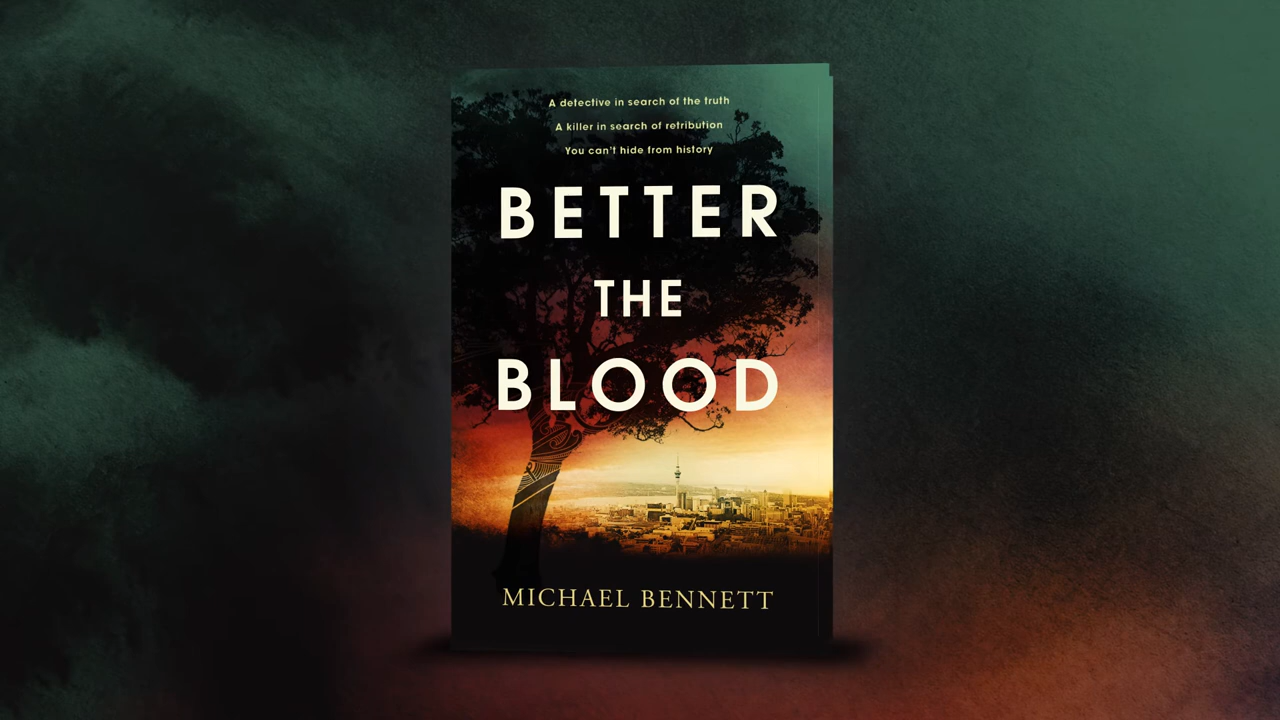 A detective in search of the truth
A killer in search of retribution
You can't hide from history
BETTER
THE
BLOOD
MICHAEL BENNETT